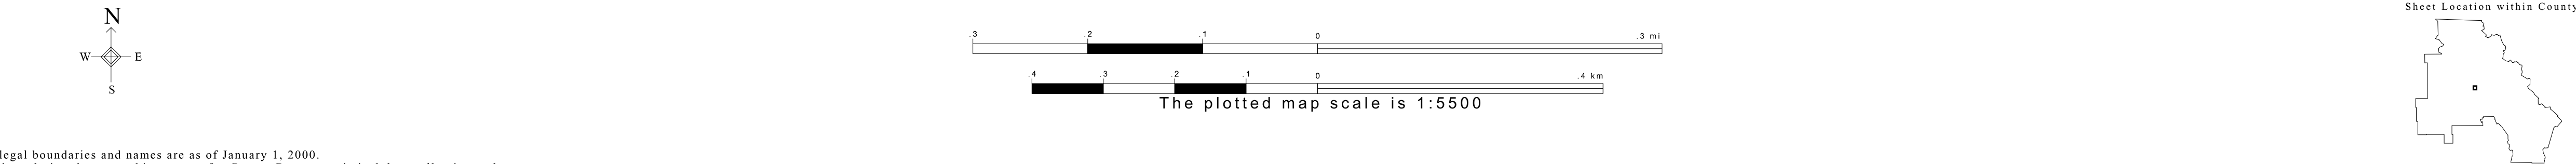 Sheet Location within County
N
W E
S
.3 .2 .1 0 .3 mi
.4 .3 .2 .1 0 .4 km
The plotted map scale is 1:5500
legal boundaries and names are as of January 1, 2000.